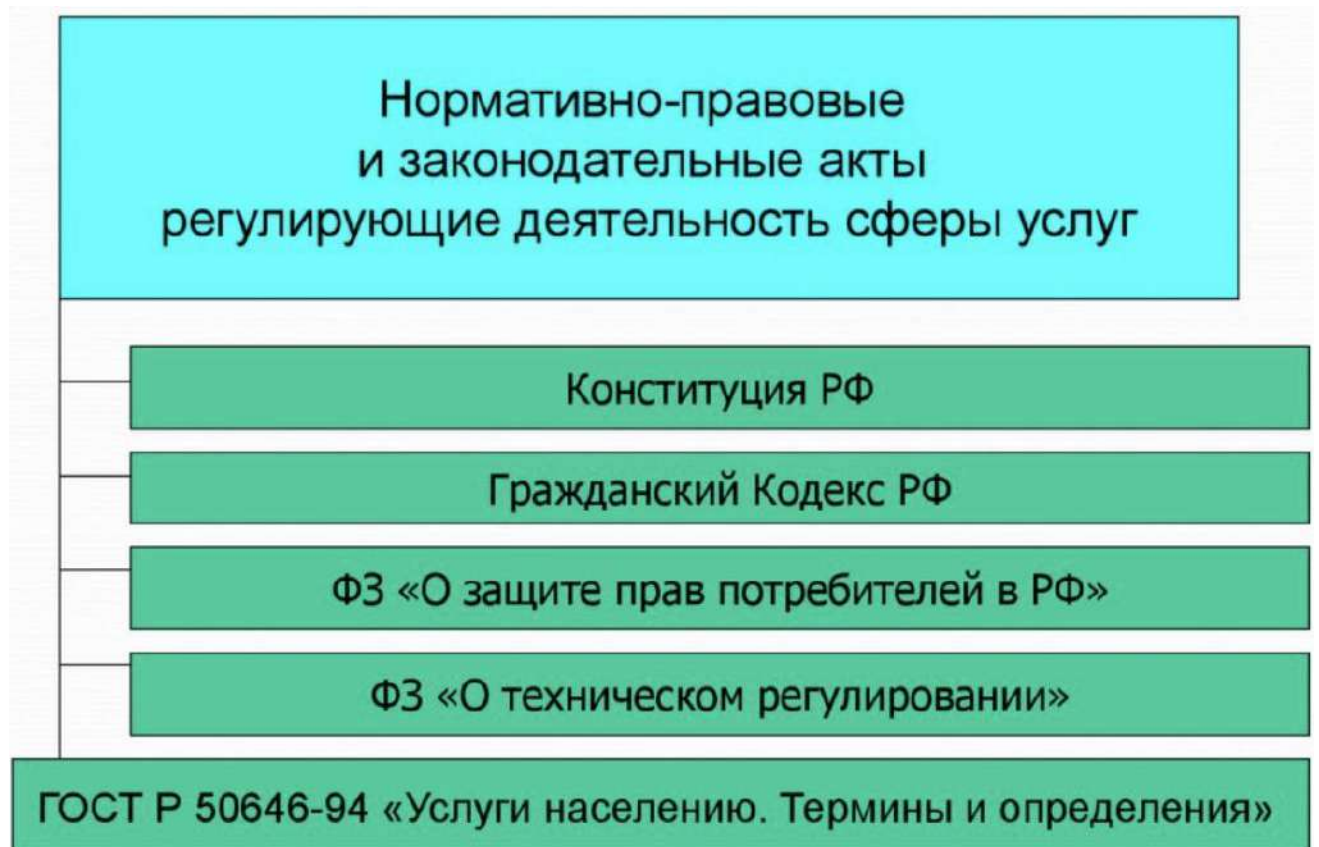 Нормативно-правовые
и законодательные акты
регулирующие деятельность сферы услуг
Конституция РФ
Гражданский Кодекс РФ
ФЗ «О защите прав потребителей в РФ»
ФЗ «О техническом регулировании»
ГОСТ Р 50646-94 «Услуги населению. Термины и определения»